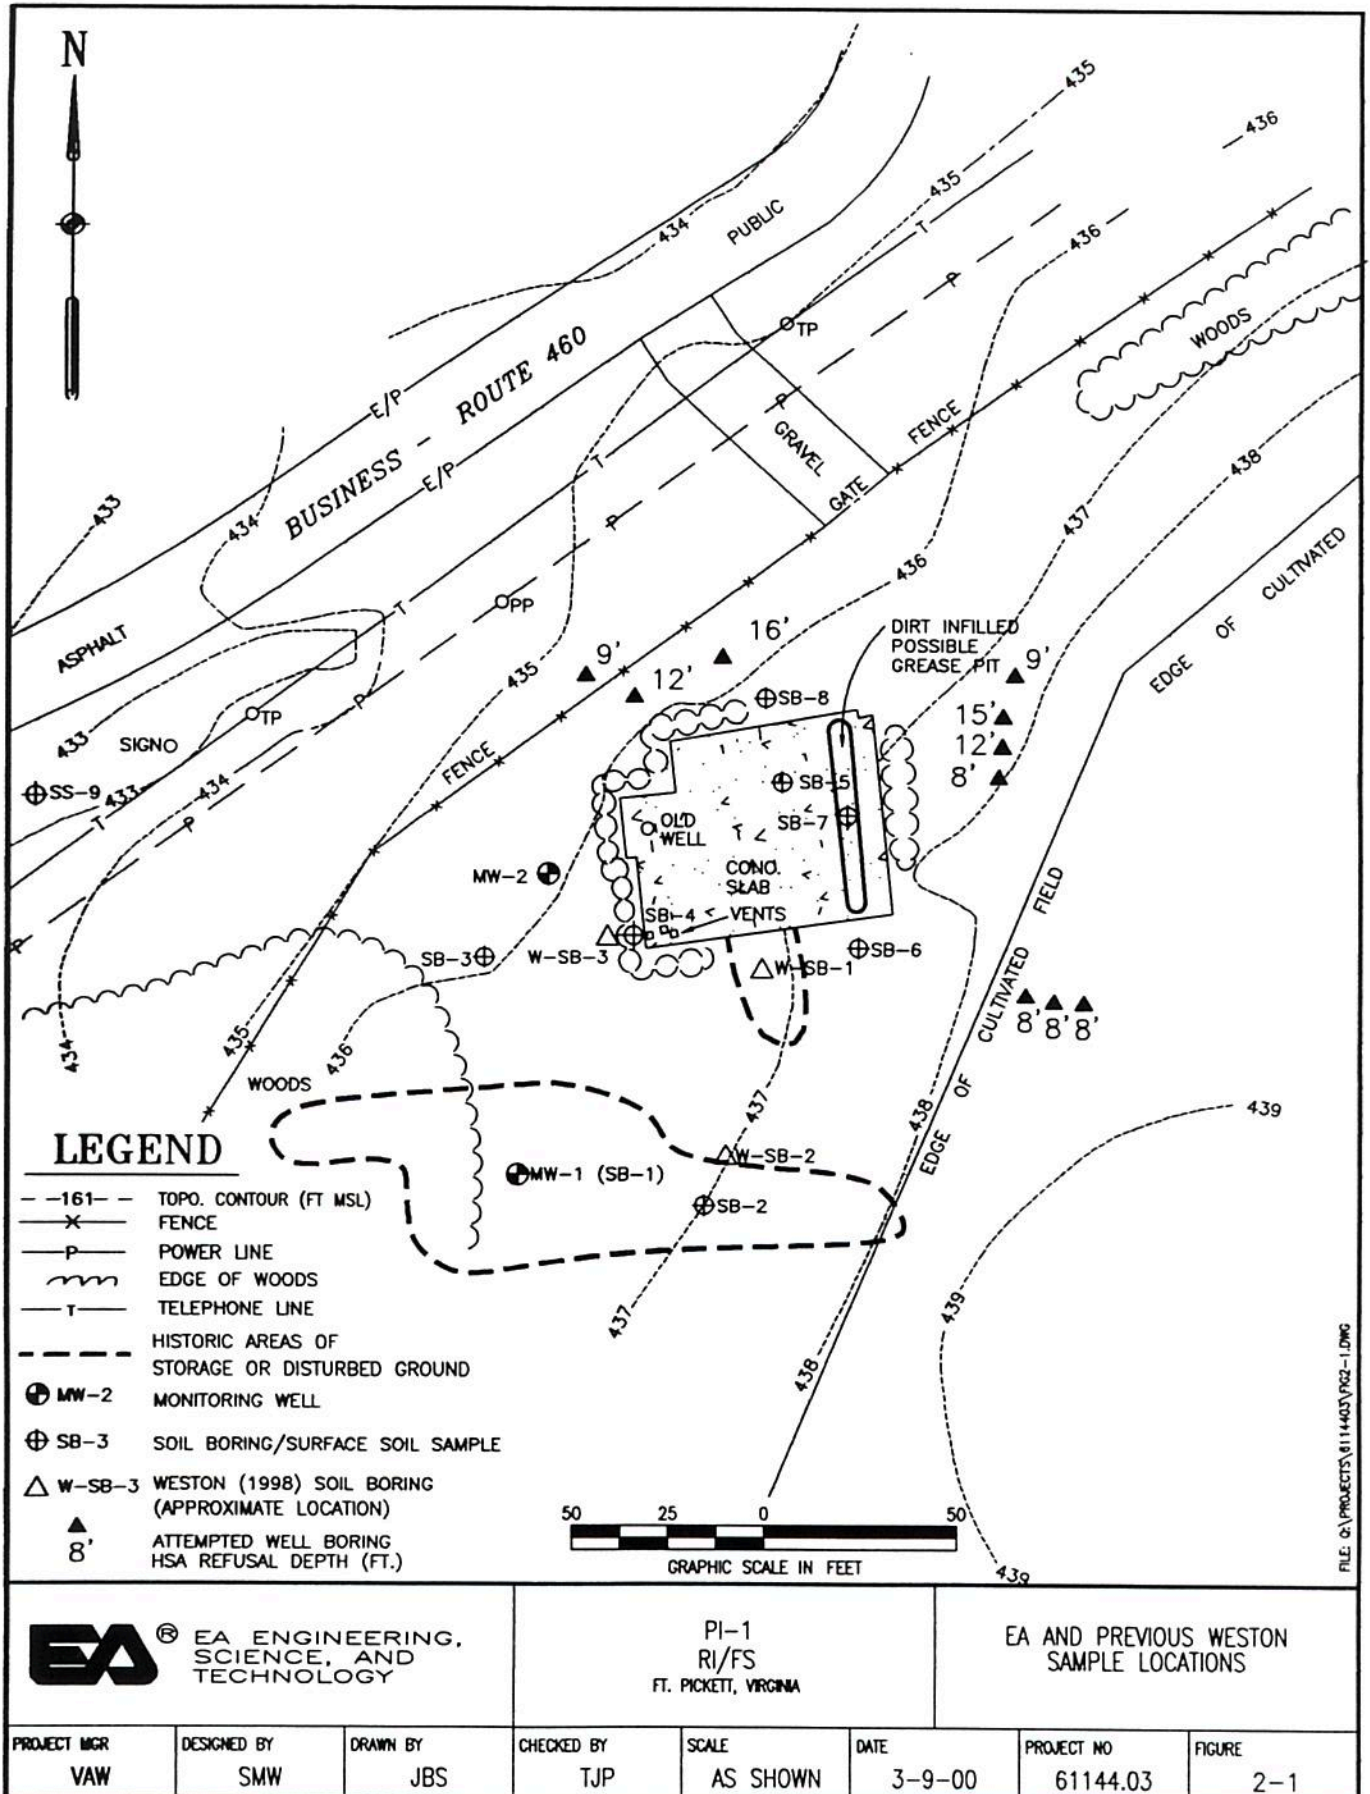 N
435
436
435
434
PUBLIC
436
TP
WOODS
BUSINESS - ROUTE 460
E/P
T
P
FENCE
GRAVEL
GATE
438
437
433
434
E/P
T
P
P
436
ASPHALT
T
PP
EDGE OF CULTIVATED
DIRT INFILLED
POSSIBLE
GREASE PIT
16'
9'
12'
9'
435
SB-8
15'
12'
8'
TP
P
SIGN
433
FENCE
SS-9
433
434
T
P
SB-5
SB-7
OLD
WELL
CONC.
SLAB
MW-2
SB-4
VENTS
EDGE OF CULTIVATED FIELD
P
SB-3
W-SB-3
W-SB-1
SB-6
8' 8' 8'
434
435
436
WOODS
437
438
439
W-SB-2
MW-1 (SB-1)
SB-2
437
439
438
439
LEGEND
--161-- TOPO. CONTOUR (FT MSL)
X FENCE
P POWER LINE
EDGE OF WOODS
T TELEPHONE LINE
HISTORIC AREAS OF
STORAGE OR DISTURBED GROUND
MW-2 MONITORING WELL
SB-3 SOIL BORING/SURFACE SOIL SAMPLE
W-SB-3 WESTON (1998) SOIL BORING
(APPROXIMATE LOCATION)
8' ATTEMPTED WELL BORING
HSA REFUSAL DEPTH (FT.)
50 25 0 50
GRAPHIC SCALE IN FEET
FILE: Q:\PROJECTS\6114403\FIG2-1.DWG
EA ® EA ENGINEERING,
SCIENCE, AND
TECHNOLOGY
PI-1
RI/FS
FT. PICKETT, VIRGINIA
EA AND PREVIOUS WESTON
SAMPLE LOCATIONS
PROJECT MGR
VAW
DESIGNED BY
SMW
DRAWN BY
JBS
CHECKED BY
TJP
SCALE
AS SHOWN
DATE
3-9-00
PROJECT NO
61144.03
FIGURE
2-1